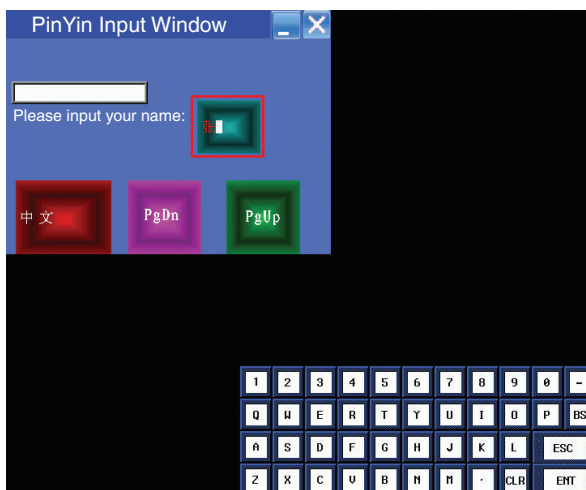 PinYin Input Window
Please input your name:
张
中文 PgDn PgUp
1 2 3 4 5 6 7 8 9 0 -
Q W E R T Y U I O P BS
A S D F G H J K L ESC
Z X C V B N M . CLR ENT